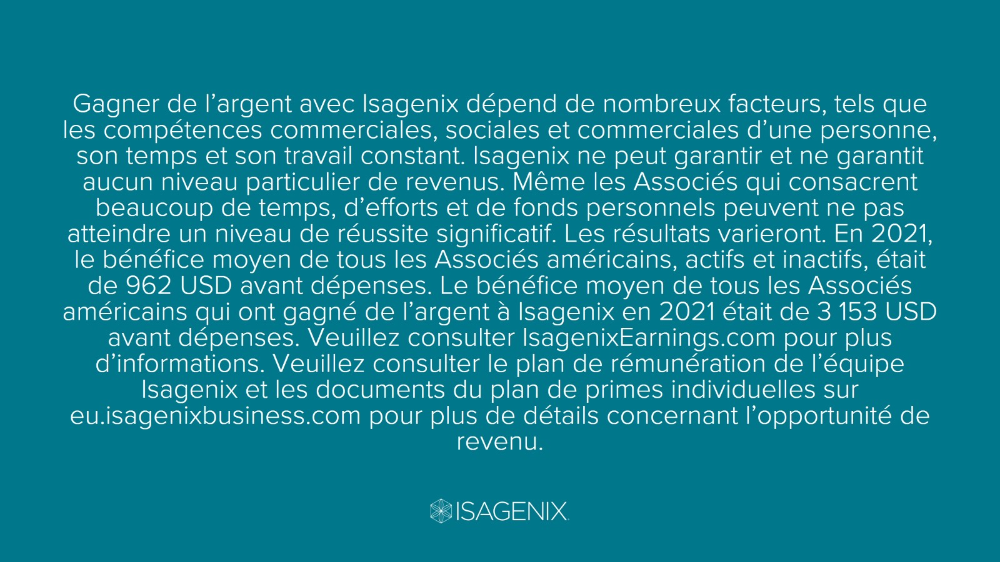 Gagner de l’argent avec Isagenix dépend de nombreux facteurs, tels que
les compétences commerciales, sociales et commerciales d’une personne,
son temps et son travail constant. Isagenix ne peut garantir et ne garantit
aucun niveau particulier de revenus. Même les Associés qui consacrent
beaucoup de temps, d’efforts et de fonds personnels peuvent ne pas
atteindre un niveau de réussite significatif. Les résultats varieront. En 2021,
le bénéfice moyen de tous les Associés américains, actifs et inactifs, était
de 962 USD avant dépenses. Le bénéfice moyen de tous les Associés
américains qui ont gagné de l’argent à Isagenix en 2021 était de 3 153 USD
avant dépenses. Veuillez consulter IsagenixEarnings.com pour plus
d’informations. Veuillez consulter le plan de rémunération de l’équipe
Isagenix et les documents du plan de primes individuelles sur
eu.isagenixbusiness.com pour plus de détails concernant l’opportunité de
revenu.
ISAGENIX